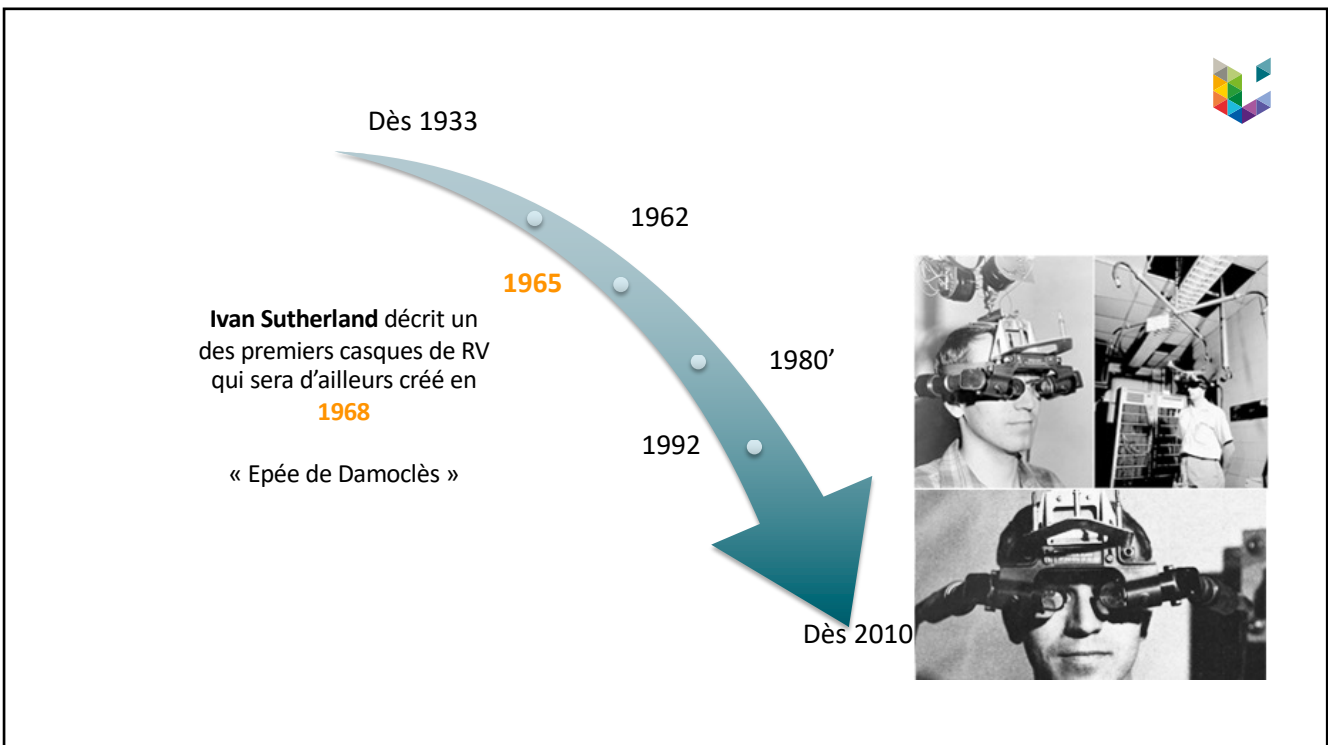 Dès 1933
1962
1965
Ivan Sutherland décrit un
des premiers casques de RV
qui sera d'ailleurs créé en
1968
1980’
1992
« Epée de Damoclès »
Dès 2010